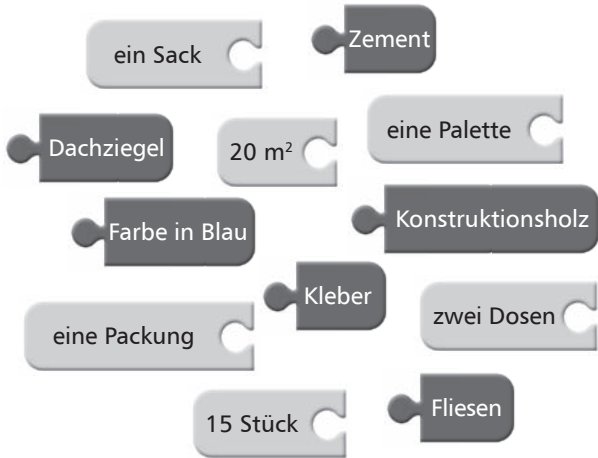 ein Sack
Zement
Dachziegel
20 m²
eine Palette
Farbe in Blau
Konstruktionsholz
Kleber
eine Packung
zwei Dosen
15 Stück
Fliesen